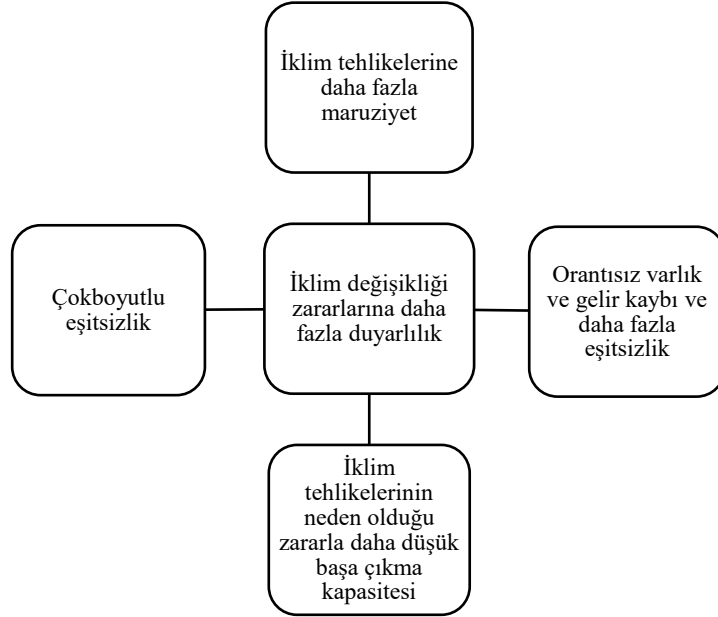 İklim tehlikelerine
daha fazla
maruziyet
Çokboyutlu
eşitsizlik
İklim değişikliği
zararlarına daha
fazla duyarlılık
Orantısız varlık
ve gelir kaybı ve
daha fazla
eşitsizlik
İklim
tehlikelerinin
neden olduğu
zararla daha düşük
başa çıkma
kapasitesi